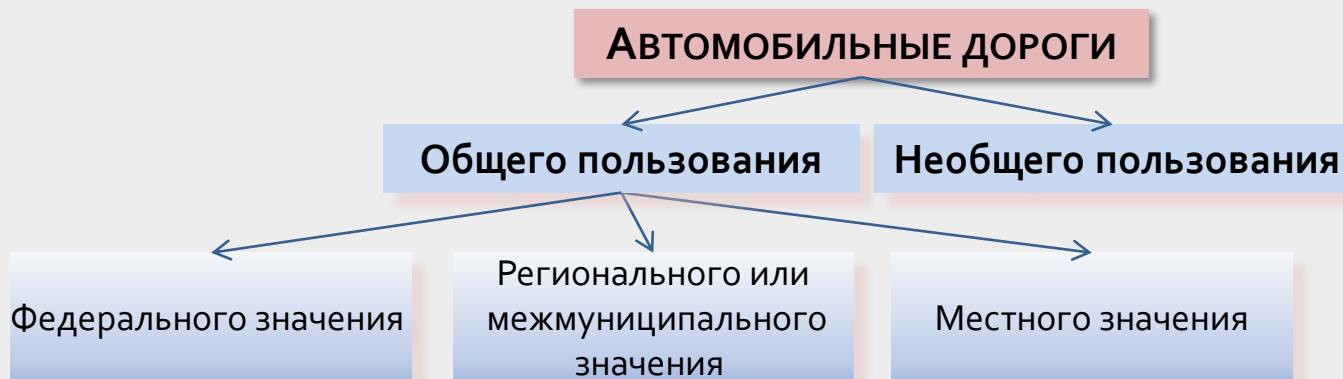 АВТОМОБИЛЬНЫЕ ДОРОГИ
Общего пользования
Необщего пользования
Федерального значения
Регионального или
межмуниципального
значения
Местного значения